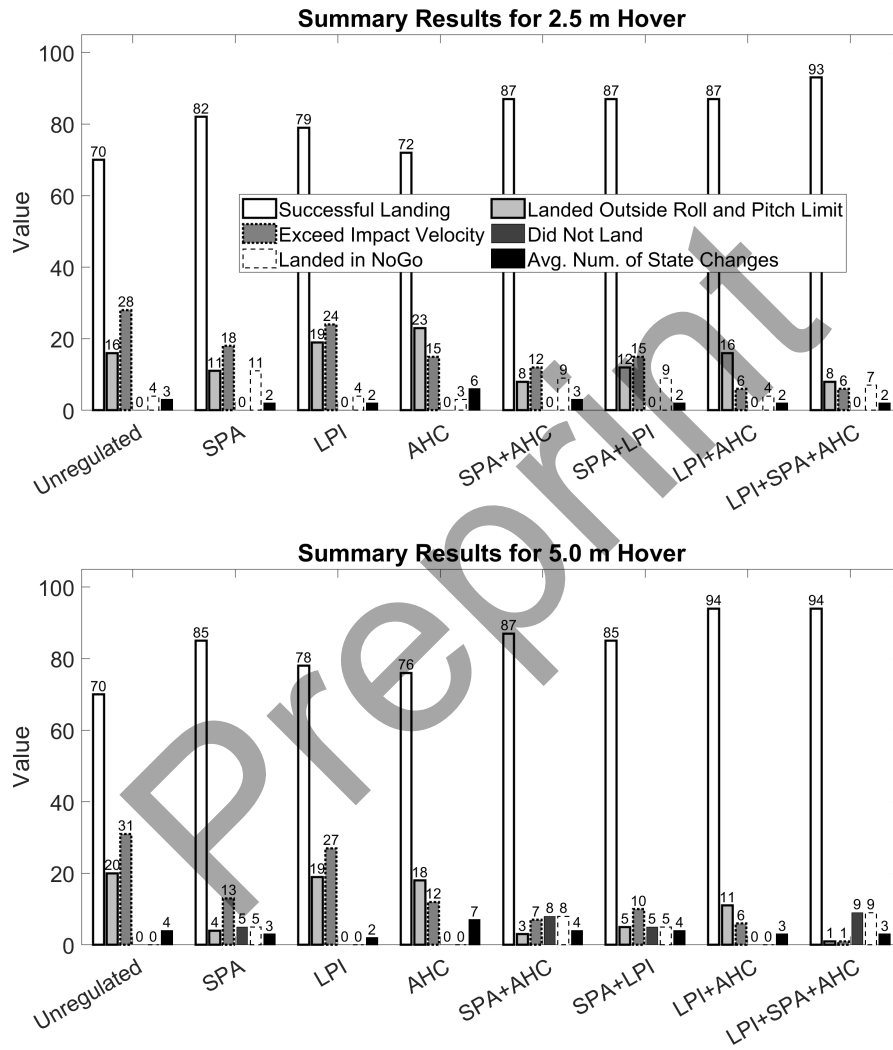 Summary Results for 2.5 m Hover
100
80
60
40
20
0
Value
Successful Landing
Landed Outside Roll and Pitch Limit
Exceed Impact Velocity
Did Not Land
Landed in NoGo
Avg. Num. of State Changes
70 16 28 0 4 3
82 11 18 0 11 2
79 19 24 0 4 2
72 23 15 0 3 6
87 8 12 0 9 3
87 12 15 0 9 2
87 16 6 0 4 2
93 8 6 0 7 2
Unregulated
SPA
LPI
AHC
SPA+AHC
SPA+LPI
LPI+AHC
LPI+SPA+AHC
Summary Results for 5.0 m Hover
100
80
60
40
20
0
Value
70 20 31 0 0 4
85 4 13 5 5 3
78 19 27 0 0 2
76 18 12 0 0 7
87 3 7 8 8 4
85 5 10 5 5 4
94 11 6 0 0 3
94 1 1 9 9 3
Unregulated
SPA
LPI
AHC
SPA+AHC
SPA+LPI
LPI+AHC
LPI+SPA+AHC
Preprint